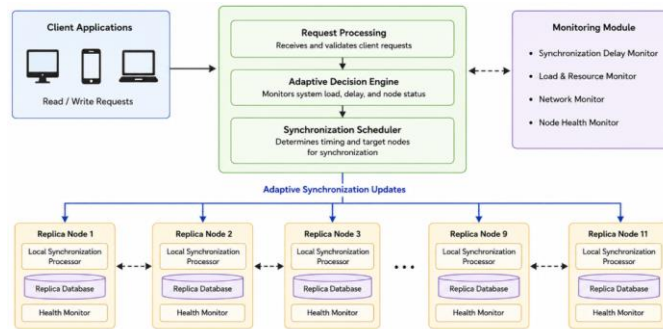 Client Applications
Read / Write Requests
Request Processing
Receives and validates client requests
Adaptive Decision Engine
Monitors system load, delay, and node status
Synchronization Scheduler
Determines timing and target nodes
for synchronization
Monitoring Module
• Synchronization Delay Monitor
• Load & Resource Monitor
• Network Monitor
• Node Health Monitor
Adaptive Synchronization Updates
Replica Node 1
Local Synchronization
Processor
Replica Database
Health Monitor
Replica Node 2
Local Synchronization
Processor
Replica Database
Health Monitor
Replica Node 3
Local Synchronization
Processor
Replica Database
Health Monitor
Replica Node 9
Local Synchronization
Processor
Replica Database
Health Monitor
Replica Node 11
Local Synchronization
Processor
Replica Database
Health Monitor